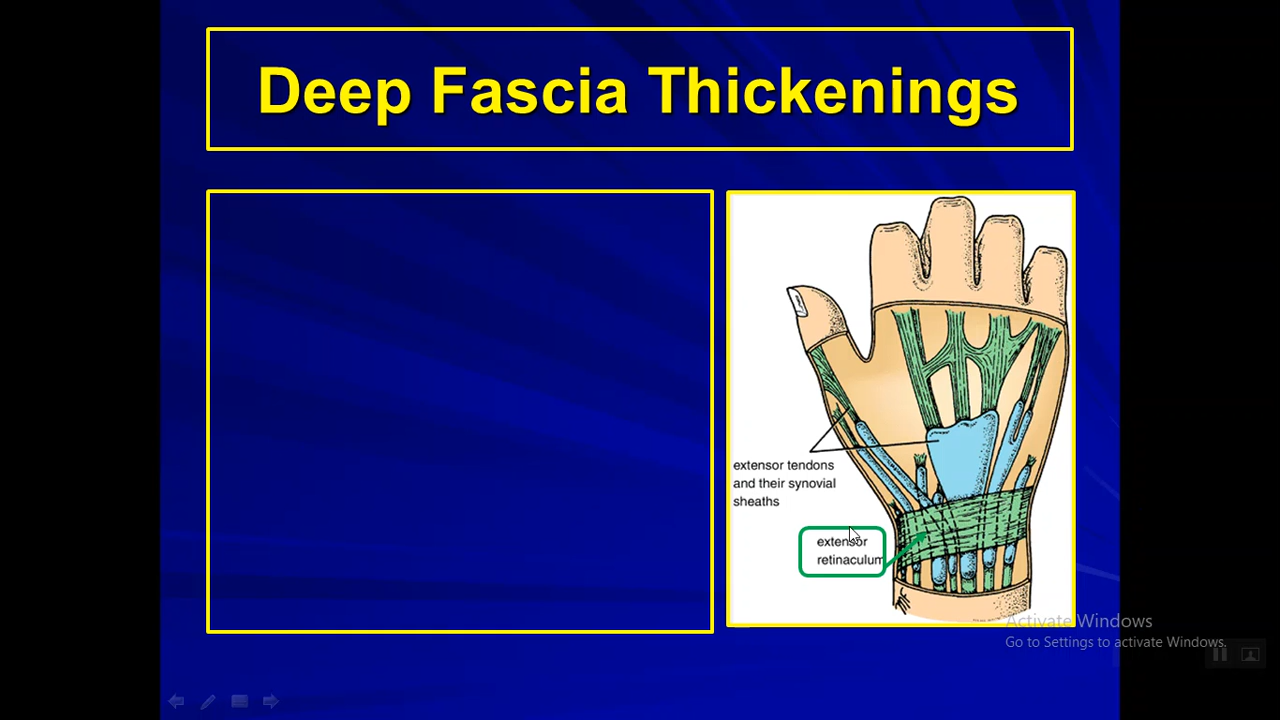 Deep Fascia Thickenings
extensor tendons
and their synovial
sheaths
extensor
retinaculum
Activate Windows
Go to Settings to activate Windows.